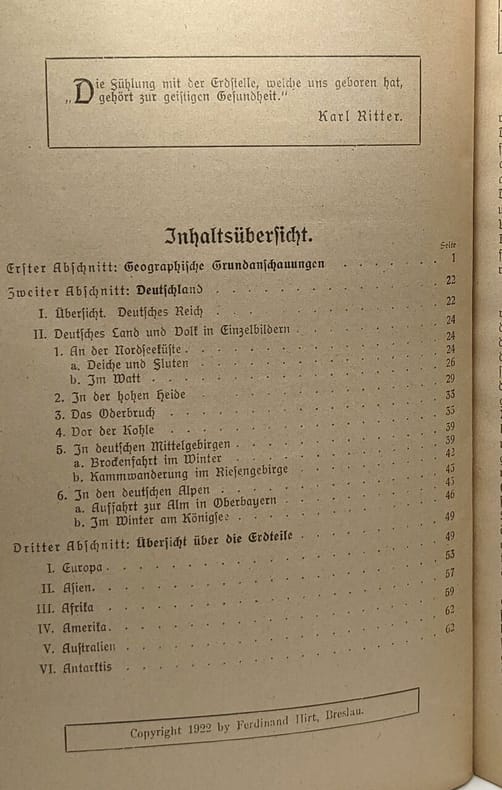 „Die Fühlung mit der Erdstelle, welche uns geboren hat,
gehört zur geistigen Gesundheit."
Karl Ritter.
Inhaltsübersicht.
Seite
Erster Abschnitt: Geographische Grundanschauungen . . . . . . 1
Zweiter Abschnitt: Deutschland . . . . . . 22
I. Übersicht. Deutsches Reich . . . . . . 22
II. Deutsches Land und Volk in Einzelbildern . . . . . . 24
1. An der Nordseeküste . . . . . . 24
a. Deiche und Fluten . . . . . . 24
b. Im Watt . . . . . . 26
2. In der hohen Heide . . . . . . 29
3. Das Oderbruch . . . . . . 33
4. Vor der Kohle . . . . . . 35
5. In deutschen Mittelgebirgen . . . . . . 39
a. Brockenfahrt im Winter . . . . . . 39
b. Kammwanderung im Riesengebirge . . . . . . 42
6. In den deutschen Alpen . . . . . . 45
a. Auffahrt zur Alm in Oberbayern . . . . . . 45
b. Im Winter am Königsee . . . . . . 46
Dritter Abschnitt: Übersicht über die Erdteile . . . . . . 49
I. Europa . . . . . . 49
II. Asien. . . . . . . 53
III. Afrika . . . . . . 57
IV. Amerika. . . . . . . 59
V. Australien . . . . . . 62
VI. Antarktis . . . . . . 62
Copyright 1922 by Ferdinand Hirt, Breslau.